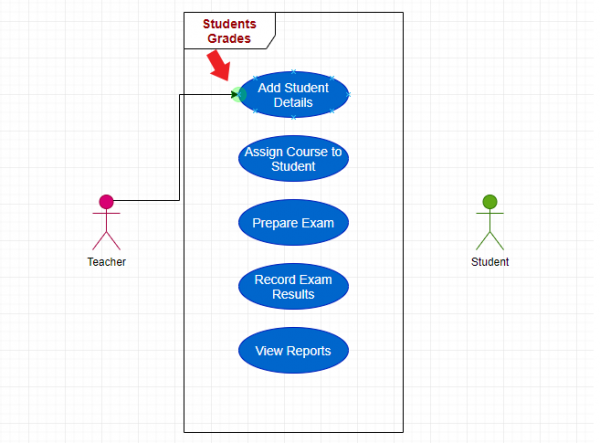 Students
Grades
Add Student
Details
Assign Course to
Student
Prepare Exam
Record Exam
Results
View Reports
Teacher
Student